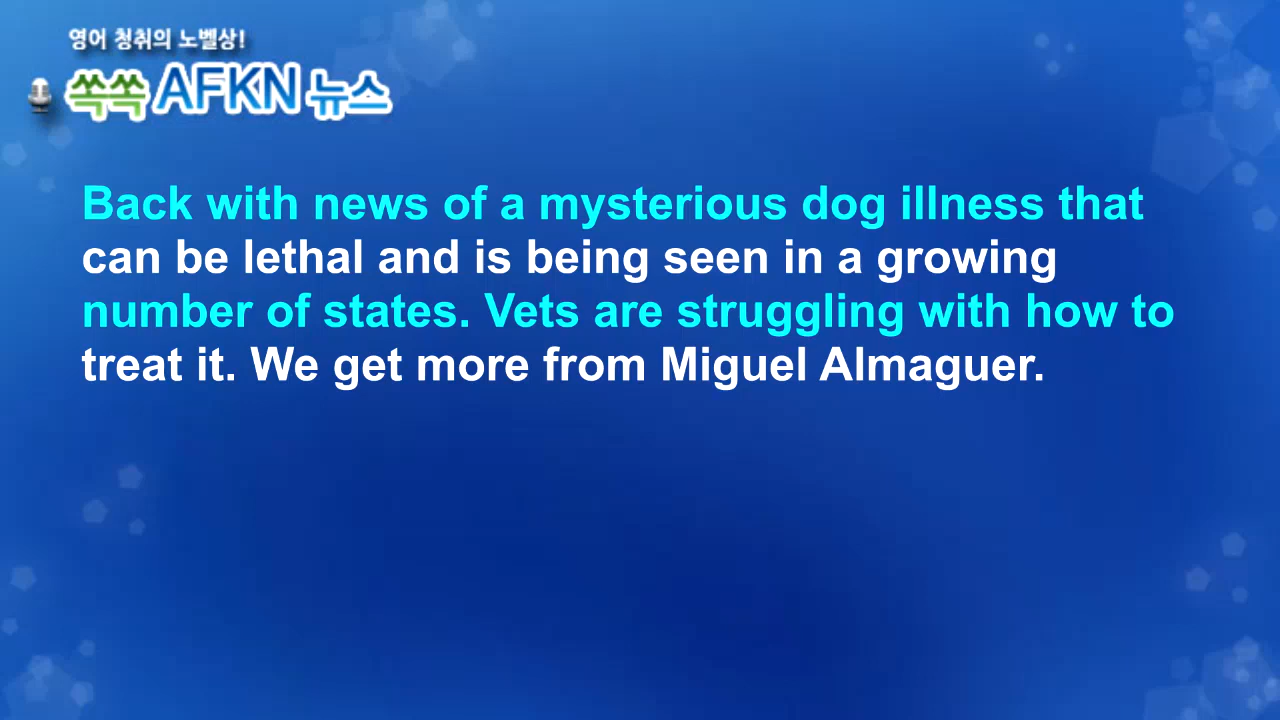 영어 청취의 노벨상!
쏙쏙 AFKN 뉴스
Back with news of a mysterious dog illness that
can be lethal and is being seen in a growing
number of states. Vets are struggling with how to
treat it. We get more from Miguel Almaguer.